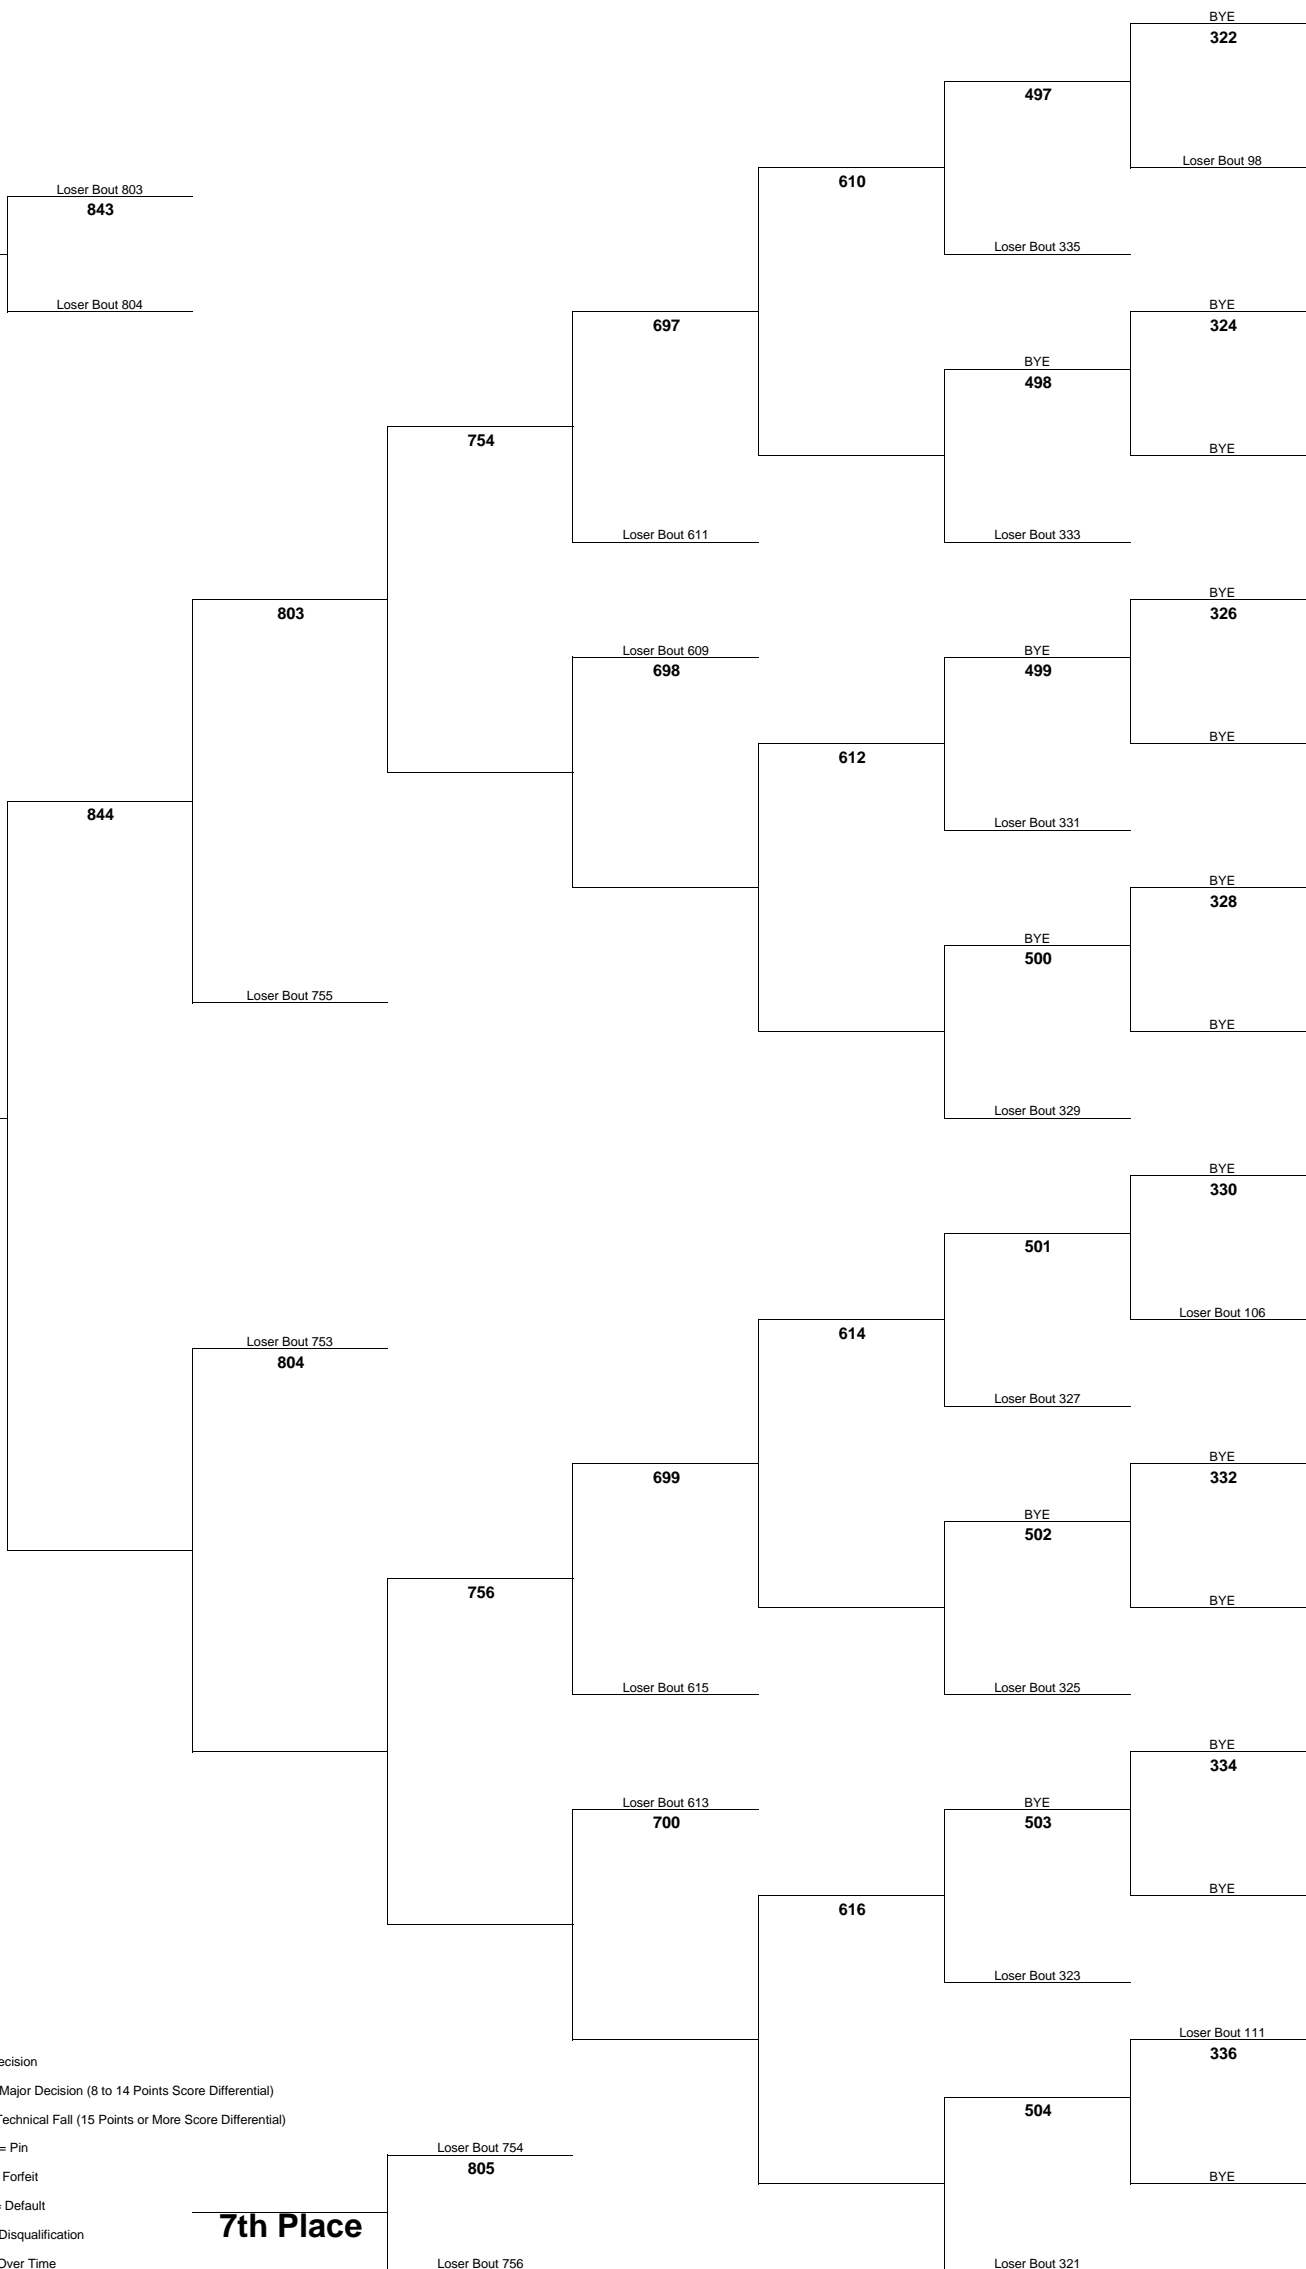 BYE
322
497
Loser Bout 98
610
Loser Bout 803
843
Loser Bout 335
Loser Bout 804
BYE
697
324
BYE
498
754
BYE
Loser Bout 611
Loser Bout 333
BYE
803
326
Loser Bout 609
BYE
698
499
BYE
612
844
Loser Bout 331
BYE
328
BYE
500
Loser Bout 755
BYE
Loser Bout 329
BYE
330
501
Loser Bout 106
614
Loser Bout 753
804
Loser Bout 327
BYE
699
332
BYE
502
756
BYE
Loser Bout 615
Loser Bout 325
BYE
334
Loser Bout 613
BYE
700
503
BYE
616
Loser Bout 323
Loser Bout 111
336
ecision
Major Decision (8 to 14 Points Score Differential)
504
Technical Fall (15 Points or More Score Differential)
= Pin
Loser Bout 754
805
Forfeit
BYE
= Default
7th Place
Disqualification
Over Time
Loser Bout 756
Loser Bout 321